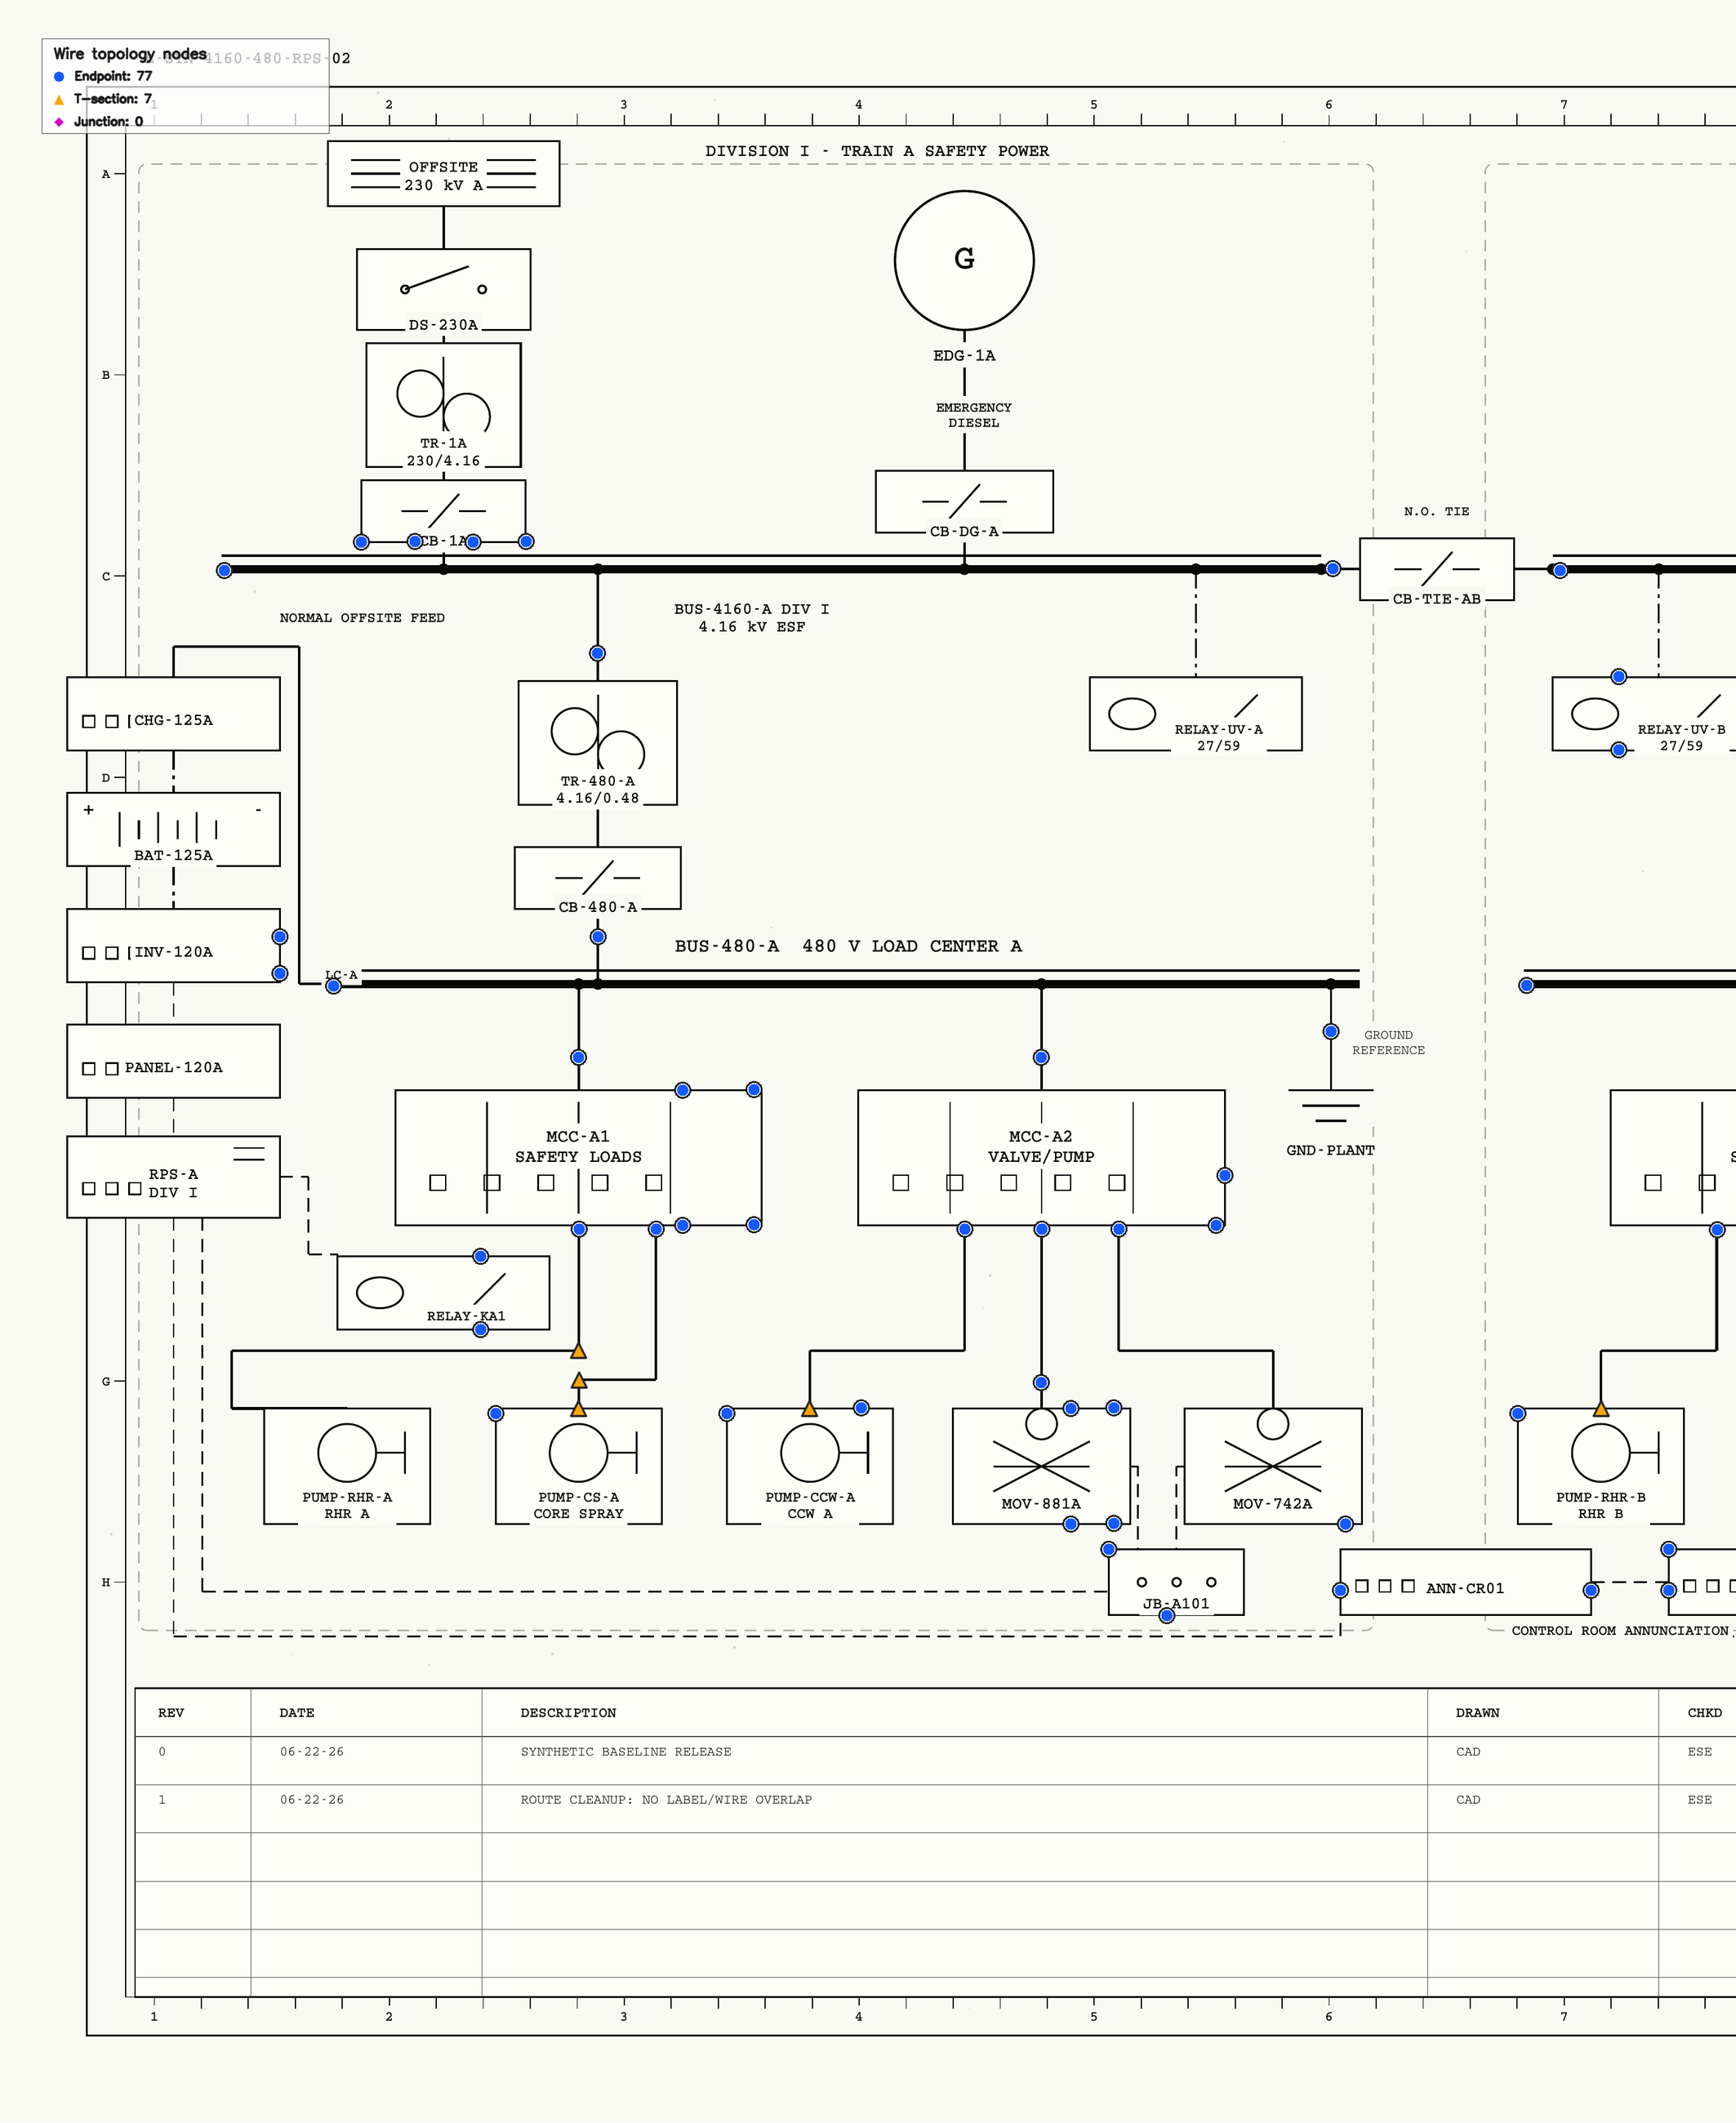 Wire topology nodes
4160-480-RPS-02
Endpoint: 77
T-section: 7
Junction: 0
1 2 3 4 5 6 7
DIVISION I - TRAIN A SAFETY POWER
A
OFFSITE
230 kV A
G
DS-230A
EDG-1A
B
EMERGENCY
DIESEL
TR-1A
230/4.16
N.O. TIE
CB-DG-A
CB-1A
C
CB-TIE-AB
BUS-4160-A DIV I
4.16 kV ESF
NORMAL OFFSITE FEED
CHG-125A
RELAY-UV-A
27/59
RELAY-UV-B
27/59
D
TR-480-A
4.16/0.48
+ -
BAT-125A
CB-480-A
BUS-480-A 480 V LOAD CENTER A
INV-120A
LC-A
GROUND
REFERENCE
PANEL-120A
MCC-A1
SAFETY LOADS
MCC-A2
VALVE/PUMP
GND-PLANT
S
RPS-A
DIV I
RELAY-KA1
G
PUMP-RHR-A
RHR A
PUMP-CS-A
CORE SPRAY
PUMP-CCW-A
CCW A
MOV-881A
MOV-742A
PUMP-RHR-B
RHR B
H
JB-A101
ANN-CR01
CONTROL ROOM ANNUNCIATION
REV DATE DESCRIPTION DRAWN CHKD
0 06-22-26 SYNTHETIC BASELINE RELEASE CAD ESE
1 06-22-26 ROUTE CLEANUP: NO LABEL/WIRE OVERLAP CAD ESE
1 2 3 4 5 6 7